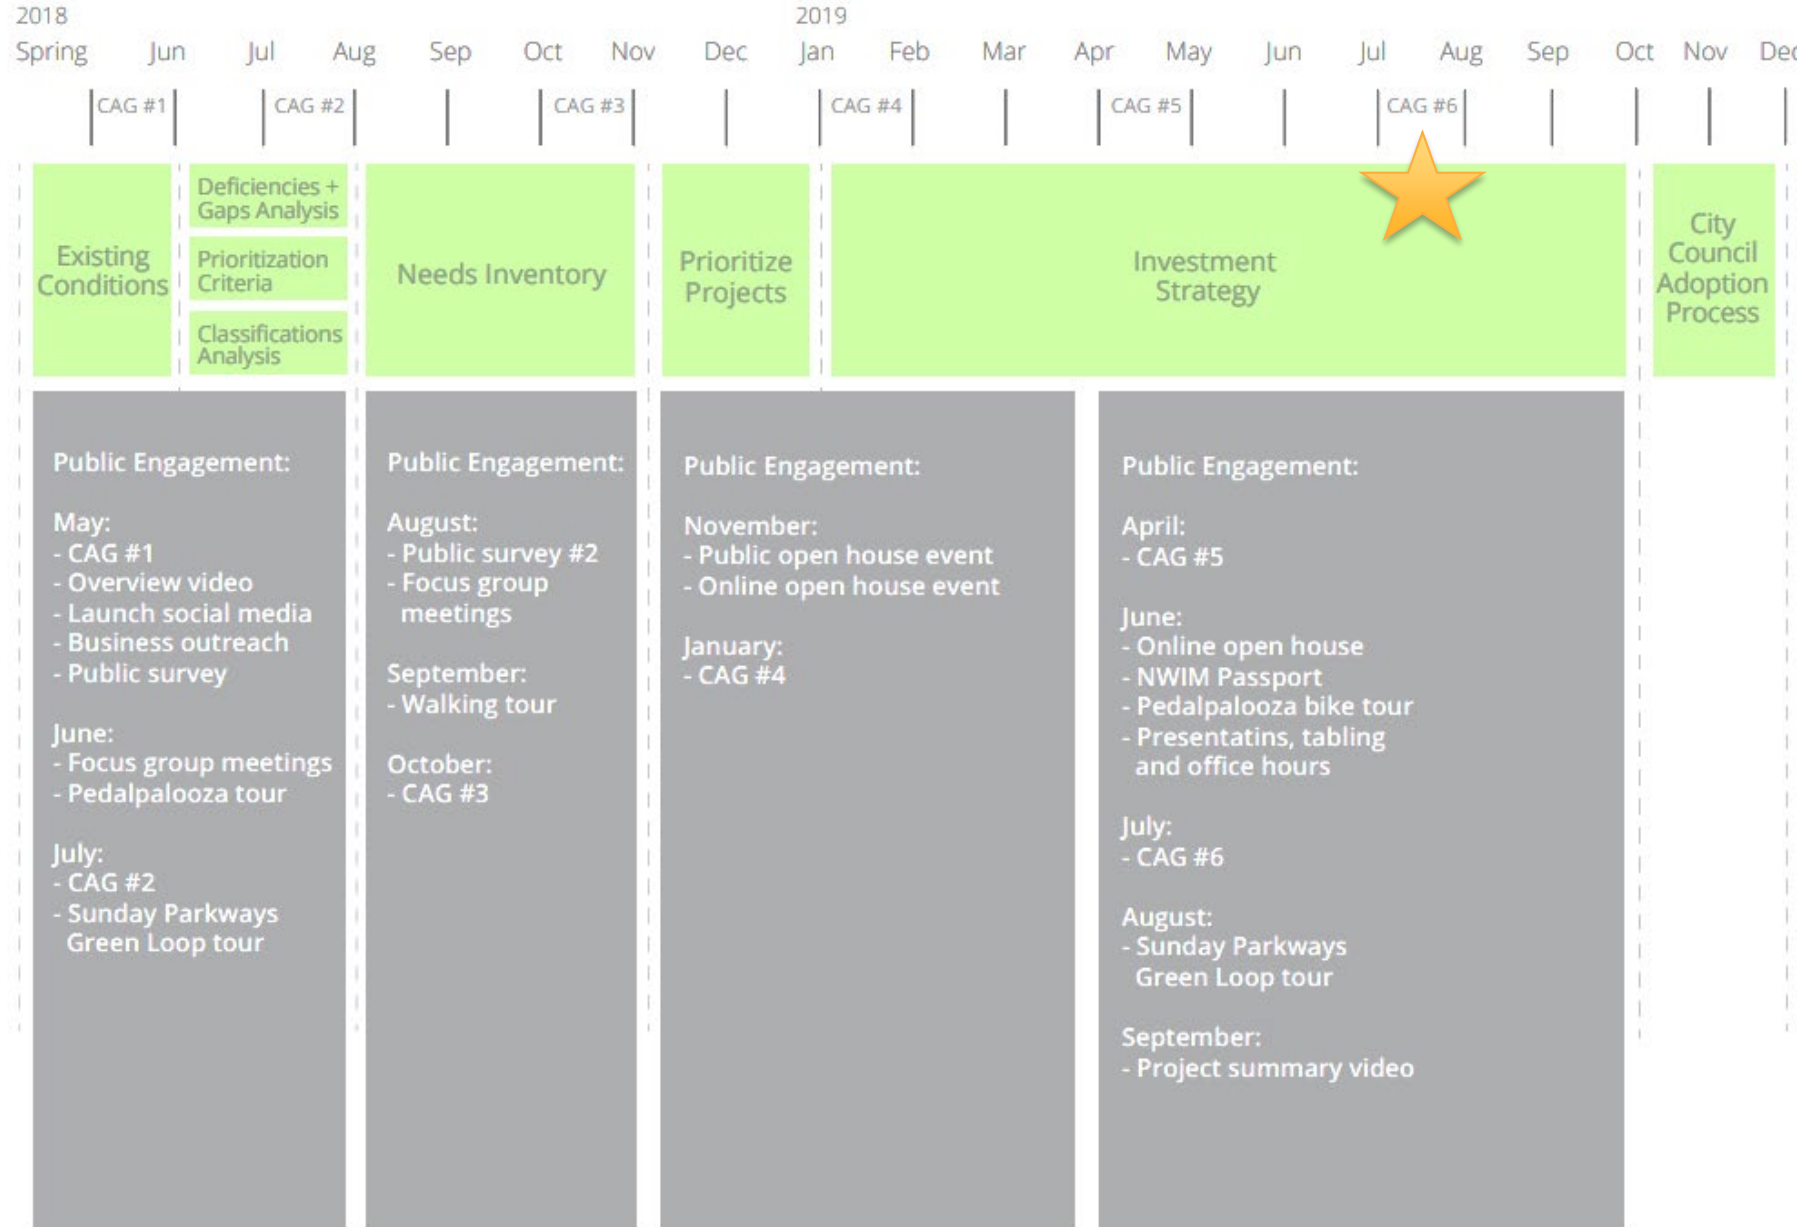 2018
2019
Spring Jun Jul Aug Sep Oct Nov Dec Jan Feb Mar Apr May Jun Jul Aug Sep Oct Nov Dec
CAG #1
CAG #2
CAG #3
CAG #4
CAG #5
CAG #6
Existing
Conditions
Deficiencies +
Gaps Analysis
Prioritization
Criteria
Classifications
Analysis
Needs Inventory
Prioritize
Projects
Investment
Strategy
City
Council
Adoption
Process
Public Engagement:
May:
- CAG #1
- Overview video
- Launch social media
- Business outreach
- Public survey
June:
- Focus group meetings
- Pedalpalooza tour
July:
- CAG #2
- Sunday Parkways
Green Loop tour
Public Engagement:
August:
- Public survey #2
- Focus group
meetings
September:
- Walking tour
October:
- CAG #3
Public Engagement:
November:
- Public open house event
- Online open house event
January:
- CAG #4
Public Engagement:
April:
- CAG #5
June:
- Online open house
- NWIM Passport
- Pedalpalooza bike tour
- Presentatins, tabling
and office hours
July:
- CAG #6
August:
- Sunday Parkways
Green Loop tour
September:
- Project summary video